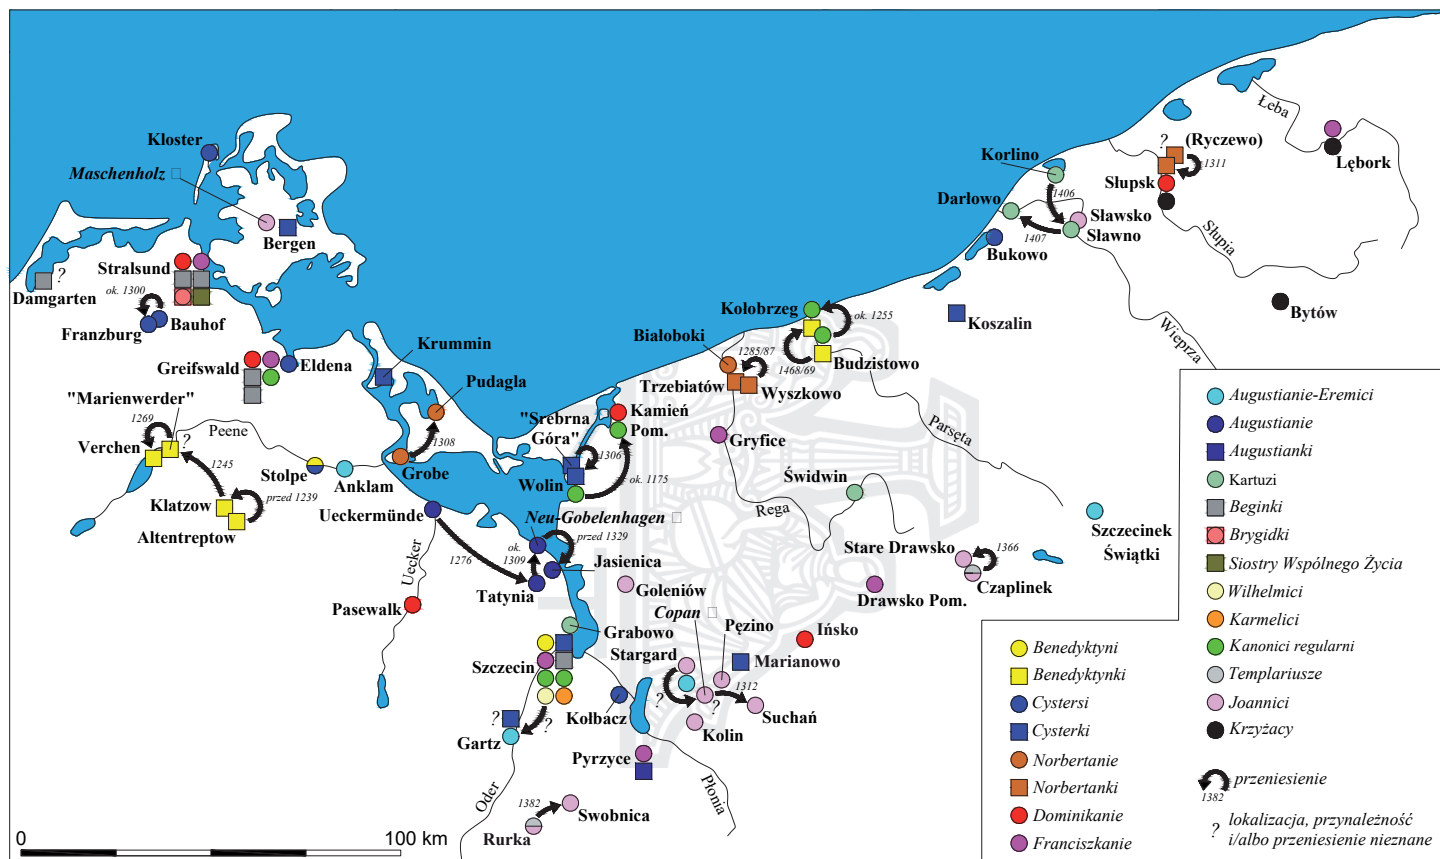 Kloster
Maschenholz
Bergen
Stralsund
?
Damgarten
ok. 1300
Franzburg
Bauhof
Greifswald
Eldena
Krummin
Pudagla
"Marienwerder"
1269
Peene
Verchen
?
1245
Stolpe
Anklam
Grobe
1308
Klatzow
przed 1239
Altentreptow
Ueckermünde
Uecker
1276
Pasewalk
"Srebrna
Góra"
1306
Wolin
Kamień
Pom.
ok. 1175
Neu-Gobelenhagen
przed 1329
ok.
1309
Jasienica
Tatynia
Goleniów
Copan
Pęzino
Grabowo
Stargard
Szczecin
?
?
1312
Marianowo
Suchań
Kolin
Kołbacz
?
?
Gartz
Pyrzyce
Płonia
Oder
1382
Swobnica
Rurka
Ińsko
Drawsko Pom.
Stare Drawsko
1366
Czaplinek
Szczecinek
Świątki
Świdwin
Rega
Gryfice
Parsęta
Białoboki
1285/87
Trzebiatów
Wyszkowo
Kołobrzeg
ok. 1255
1468/69
Budzistowo
Koszalin
Bukowo
Darłowo
Korlino
1406
1407
Sławsko
Sławno
Wieprza
Słupsk
?
(Ryczewo)
1311
Słupia
Łeba
Lębork
Bytów
0
100 km
Benedyktyni
Benedyktynki
Cystersi
Cysterki
Norbertanie
Norbertanki
Dominikanie
Franciszkanie
Augustianie-Eremici
Augustianie
Augustianki
Kartuzi
Beginki
Brygidki
Siostry Wspólnego Życia
Wilhelmici
Karmelici
Kanonici regularni
Templariusze
Joannici
Krzyżacy
1382
przeniesienie
?
lokalizacja, przynależność
i/albo przeniesienie nieznane